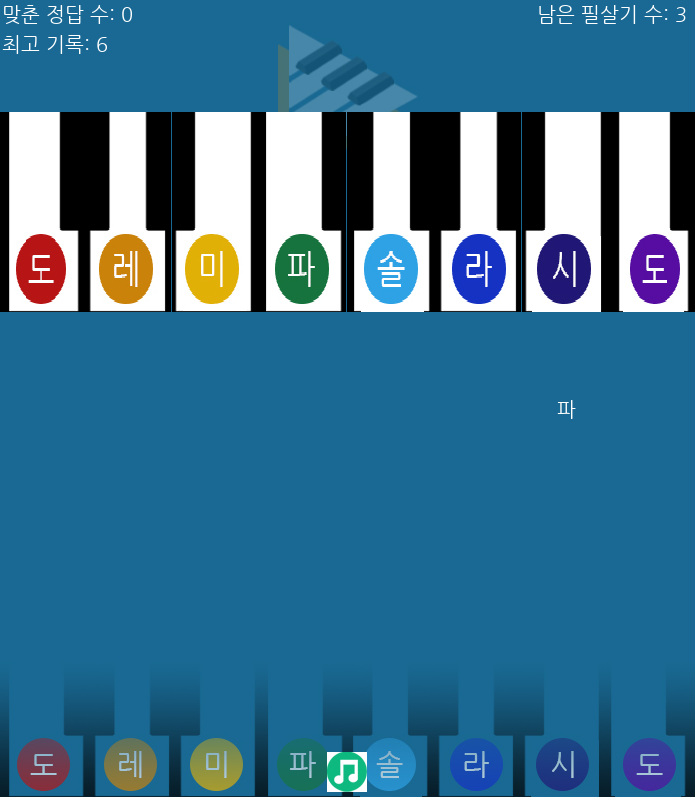 맞춘 정답 수: 0
남은 필살기 수: 3
최고 기록: 6
도 레 미 파 솔 라 시 도
파
도 레 미 파 솔 라 시 도